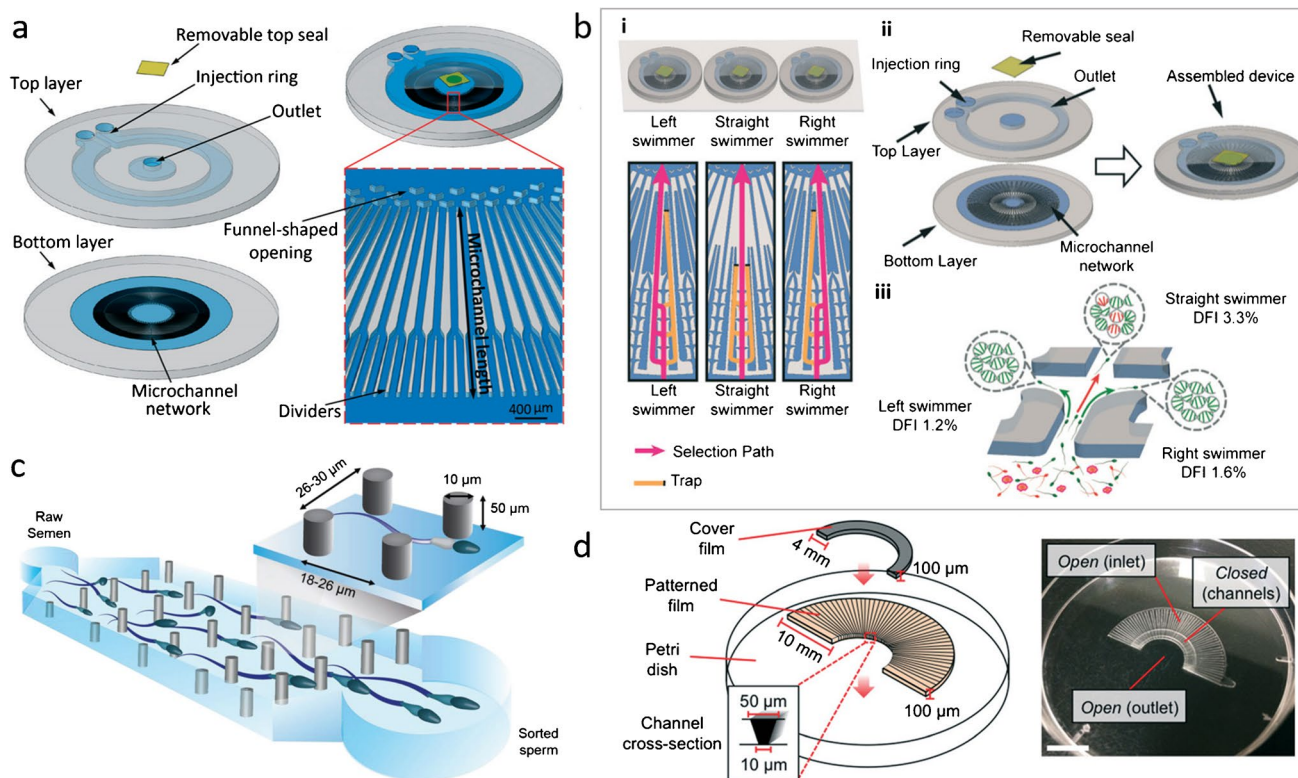 a
Removable top seal
Top layer
Injection ring
Outlet
Funnel-shaped
opening
Bottom layer
Microchannel length
Microchannel
network
Dividers
400 µm
b
i
Left
swimmer
Straight
swimmer
Right
swimmer
Left
swimmer
Straight
swimmer
Right
swimmer
Selection Path
Trap
ii
Removable seal
Injection ring
Outlet
Assembled device
Top Layer
Bottom Layer
Microchannel
network
iii
Straight swimmer
DFI 3.3%
Left swimmer
DFI 1.2%
Right swimmer
DFI 1.6%
c
Raw
Semen
26-30 µm
10 µm
50 µm
18-26 µm
Sorted
sperm
d
Cover
film
4 mm
100 µm
Patterned
film
10 mm
Petri
dish
100 µm
50 µm
Channel
cross-section
10 µm
Open (inlet)
Closed
(channels)
Open (outlet)